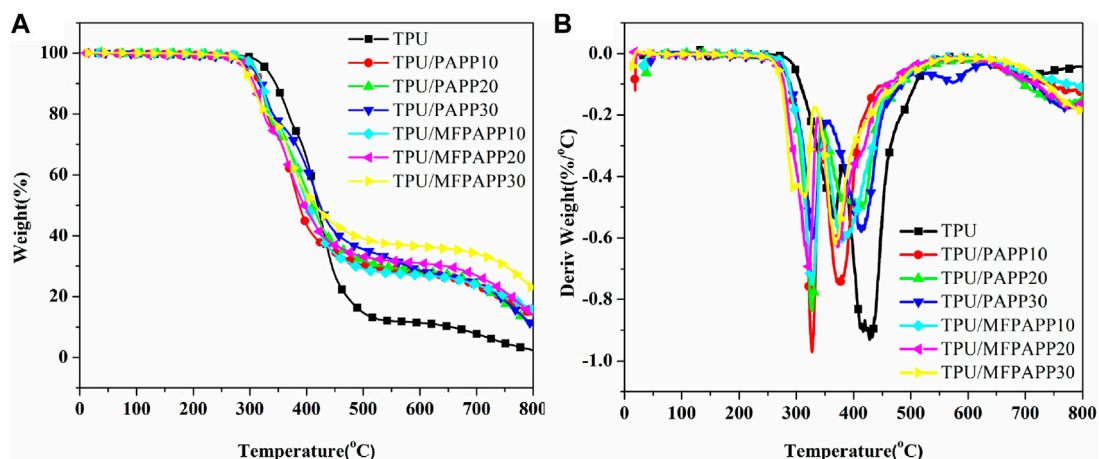 A
100
80
60
40
20
0
Weight(%)
TPU
TPU/PAPP10
TPU/PAPP20
TPU/PAPP30
TPU/MFPAPP10
TPU/MFPAPP20
TPU/MFPAPP30
0 100 200 300 400 500 600 700 800
Temperature(°C)
B
0.0
-0.2
-0.4
-0.6
-0.8
-1.0
Deriv Weight(%/°C)
TPU
TPU/PAPP10
TPU/PAPP20
TPU/PAPP30
TPU/MFPAPP10
TPU/MFPAPP20
TPU/MFPAPP30
0 100 200 300 400 500 600 700 800
Temperature(°C)